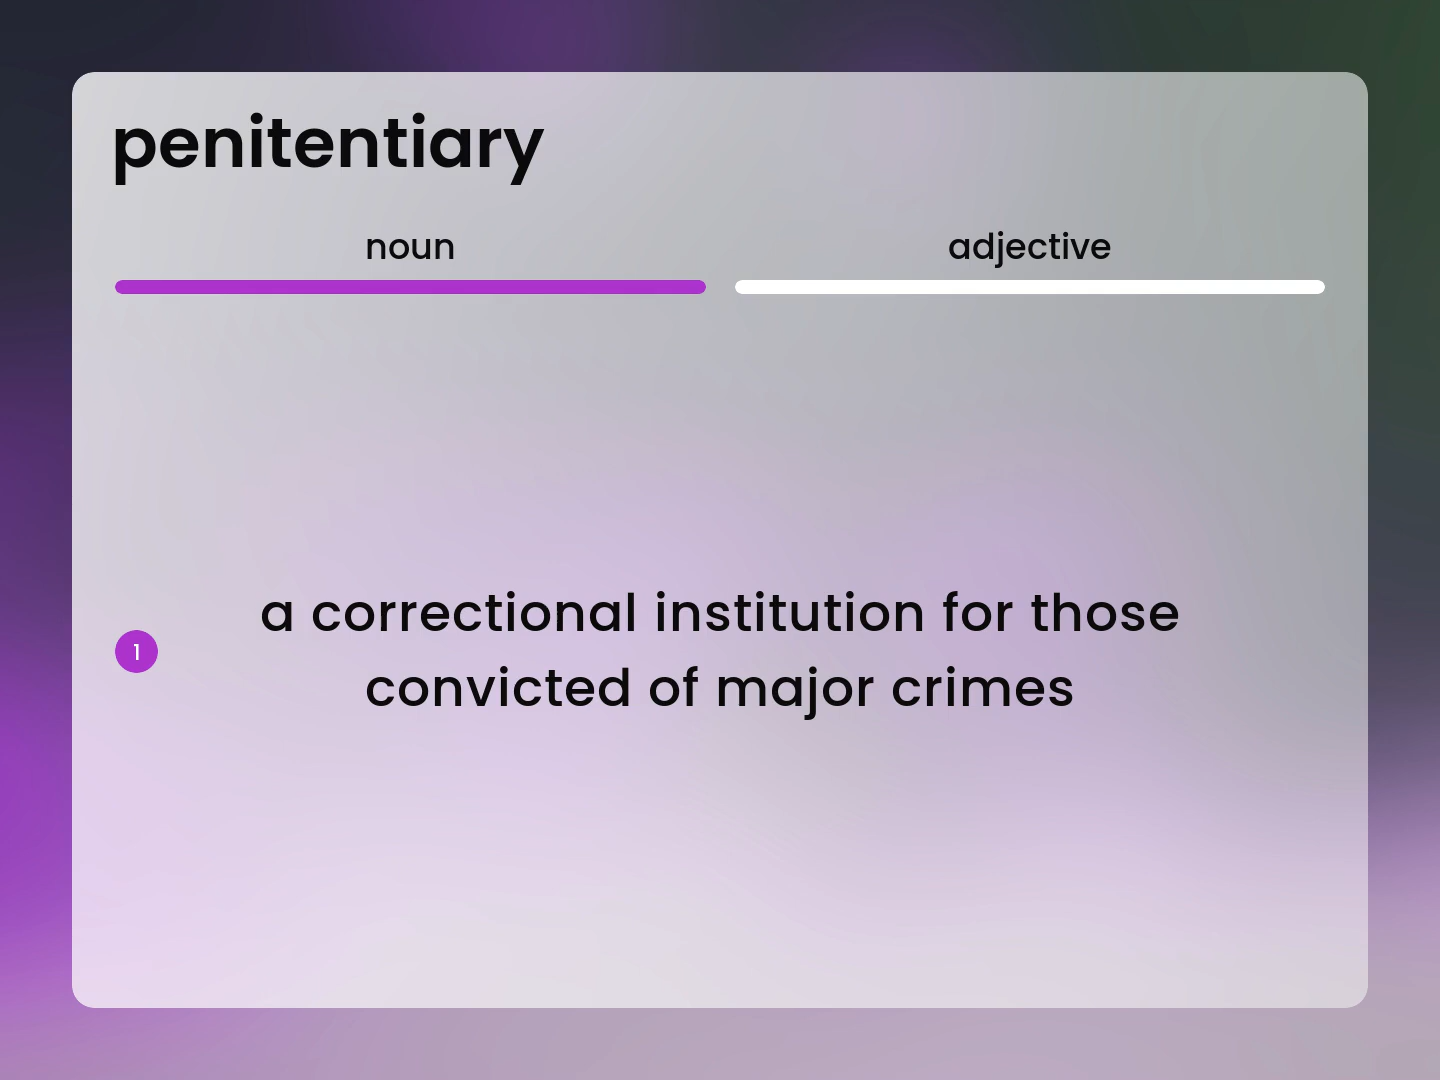 penitentiary
noun
adjective
1
a correctional institution for those
convicted of major crimes